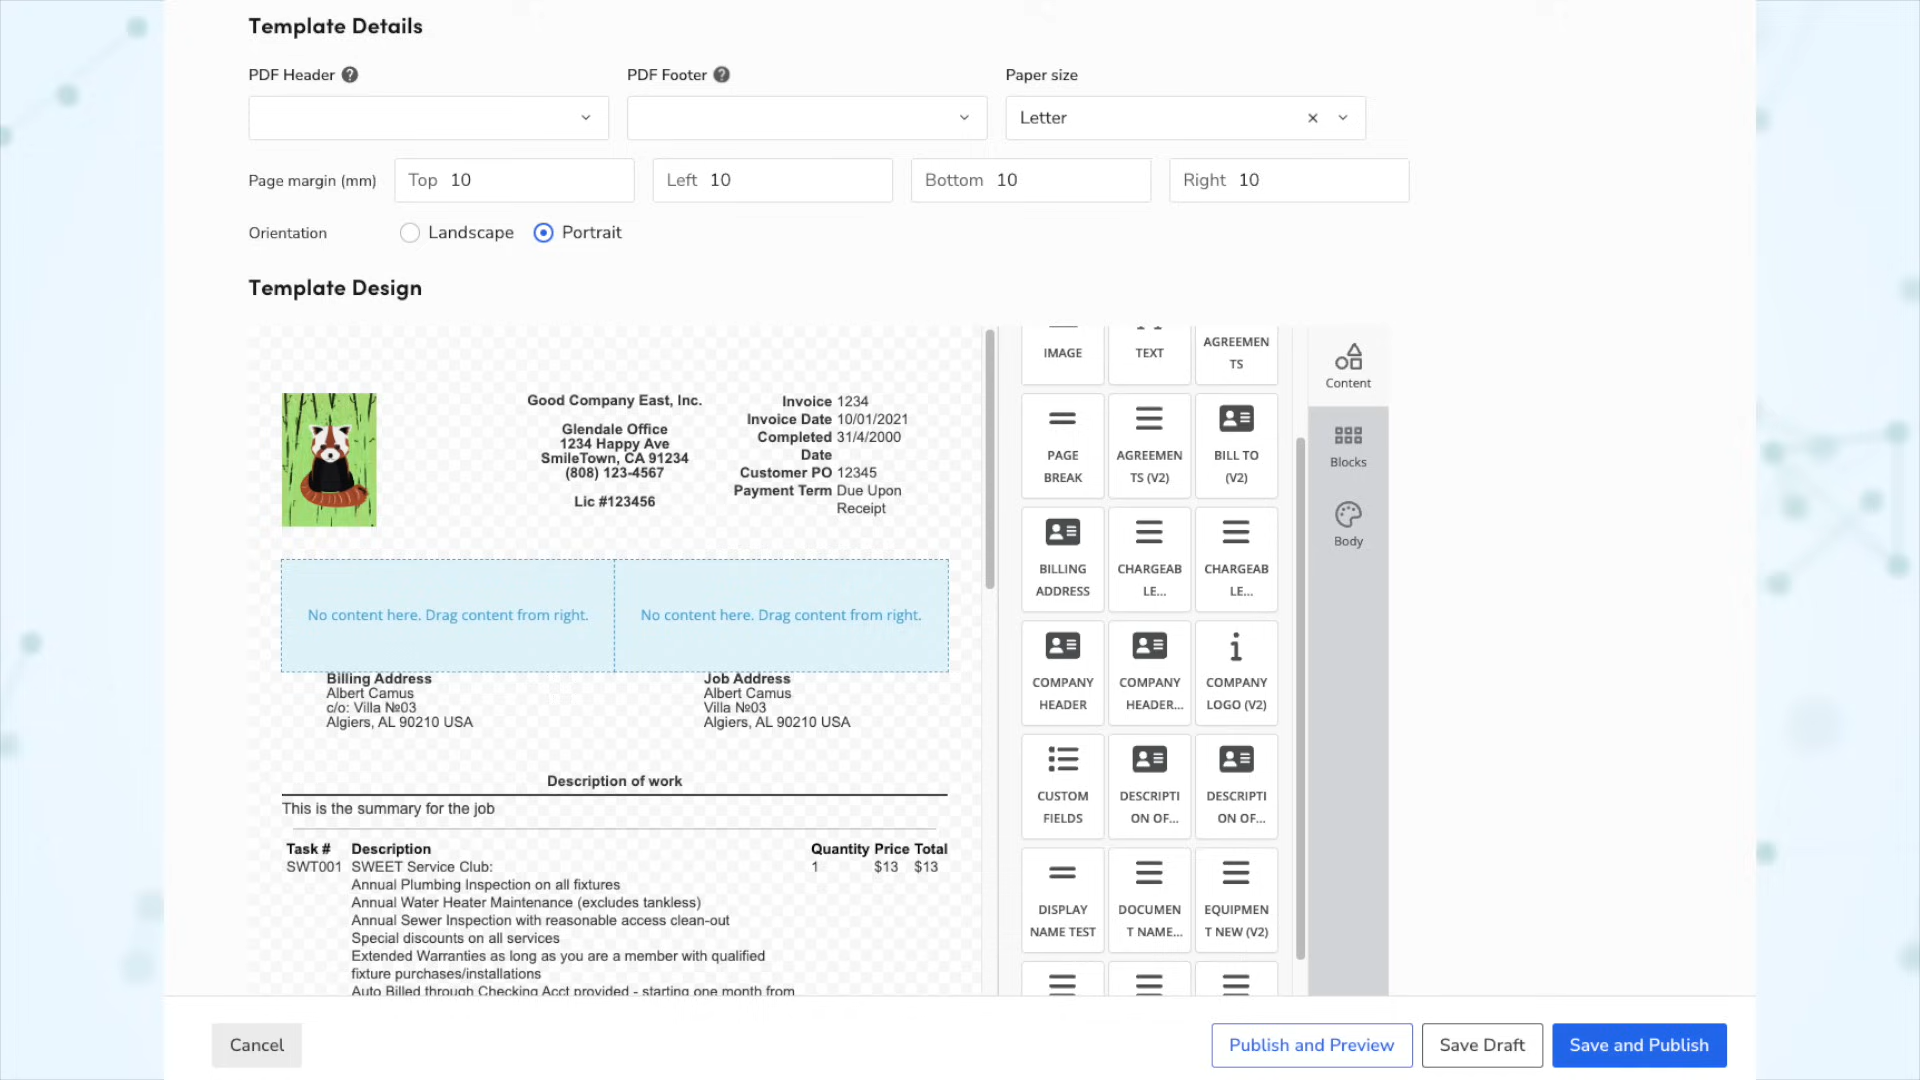 Template Details
PDF Header ?
PDF Footer ?
Paper size
Letter
Page margin (mm)
Top 10
Left 10
Bottom 10
Right 10
Orientation
Landscape
Portrait
Template Design
Good Company East, Inc.
Glendale Office
1234 Happy Ave
SmileTown, CA 91234
(808) 123-4567
Lic #123456
Invoice 1234
Invoice Date 10/01/2021
Completed 31/4/2000
Date
Customer PO 12345
Payment Term Due Upon
Receipt
No content here. Drag content from right.
No content here. Drag content from right.
Billing Address
Albert Camus
c/o: Villa №03
Algiers, AL 90210 USA
Job Address
Albert Camus
Villa №03
Algiers, AL 90210 USA
Description of work
This is the summary for the job
Task # Description Quantity Price Total
SWT001 SWEET Service Club: 1 $13 $13
Annual Plumbing Inspection on all fixtures
Annual Water Heater Maintenance (excludes tankless)
Annual Sewer Inspection with reasonable access clean-out
Special discounts on all services
Extended Warranties as long as you are a member with qualified
fixture purchases/installations
Auto Billed through Checking Acct provided - starting one month from
IMAGE
TEXT
AGREEMEN
TS
PAGE
BREAK
AGREEMEN
TS (V2)
BILL TO
(V2)
BILLING
ADDRESS
CHARGEAB
LE...
CHARGEAB
LE...
COMPANY
HEADER
COMPANY
HEADER...
COMPANY
LOGO (V2)
CUSTOM
FIELDS
DESCRIPTI
ON OF...
DESCRIPTI
ON OF...
DISPLAY
NAME TEST
DOCUMEN
T NAME...
EQUIPMEN
T NEW (V2)
Content
Blocks
Body
Cancel
Publish and Preview
Save Draft
Save and Publish